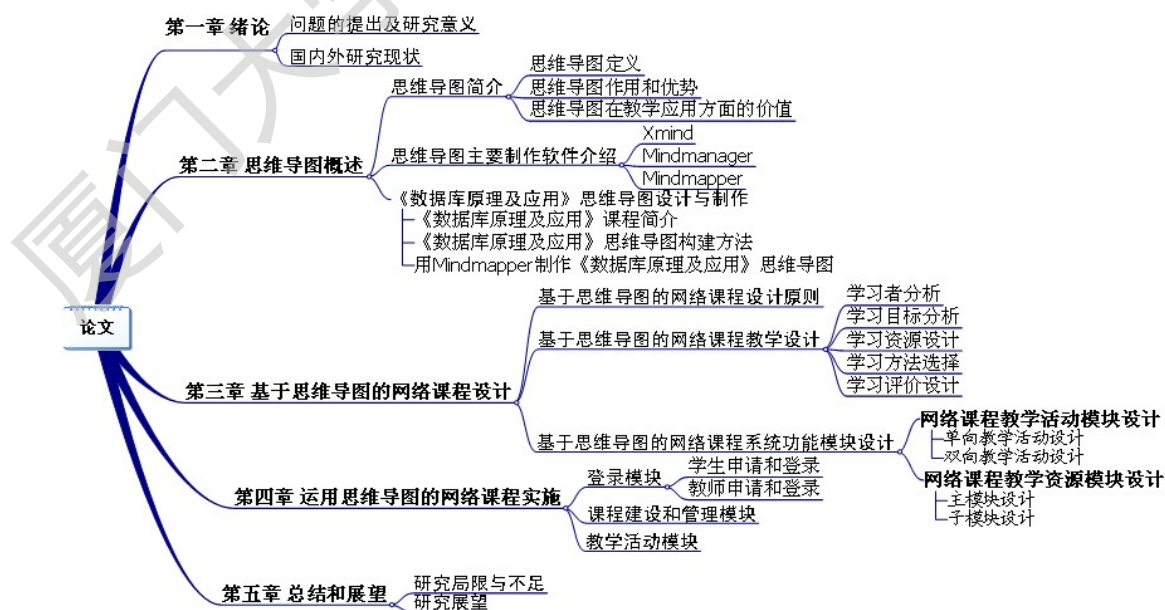 第一章 绪论
问题的提出及研究意义
国内外研究现状
第二章 思维导图概述
思维导图简介
思维导图定义
思维导图作用和优势
思维导图在教学应用方面的价值
思维导图主要制作软件介绍
Xmind
Mindmanager
Mindmapper
《数据库原理及应用》思维导图设计与制作
《数据库原理及应用》课程简介
《数据库原理及应用》思维导图构建方法
用Mindmapper制作《数据库原理及应用》思维导图
论文
第三章 基于思维导图的网络课程设计
基于思维导图的网络课程设计原则
基于思维导图的网络课程教学设计
学习者分析
学习目标分析
学习资源设计
学习方法选择
学习评价设计
基于思维导图的网络课程系统功能模块设计
网络课程教学活动模块设计
单向教学活动设计
双向教学活动设计
网络课程教学资源模块设计
主模块设计
子模块设计
第四章 运用思维导图的网络课程实施
登录模块
学生申请和登录
教师申请和登录
课程建设和管理模块
教学活动模块
第五章 总结和展望
研究局限与不足
研究展望
厦门大学